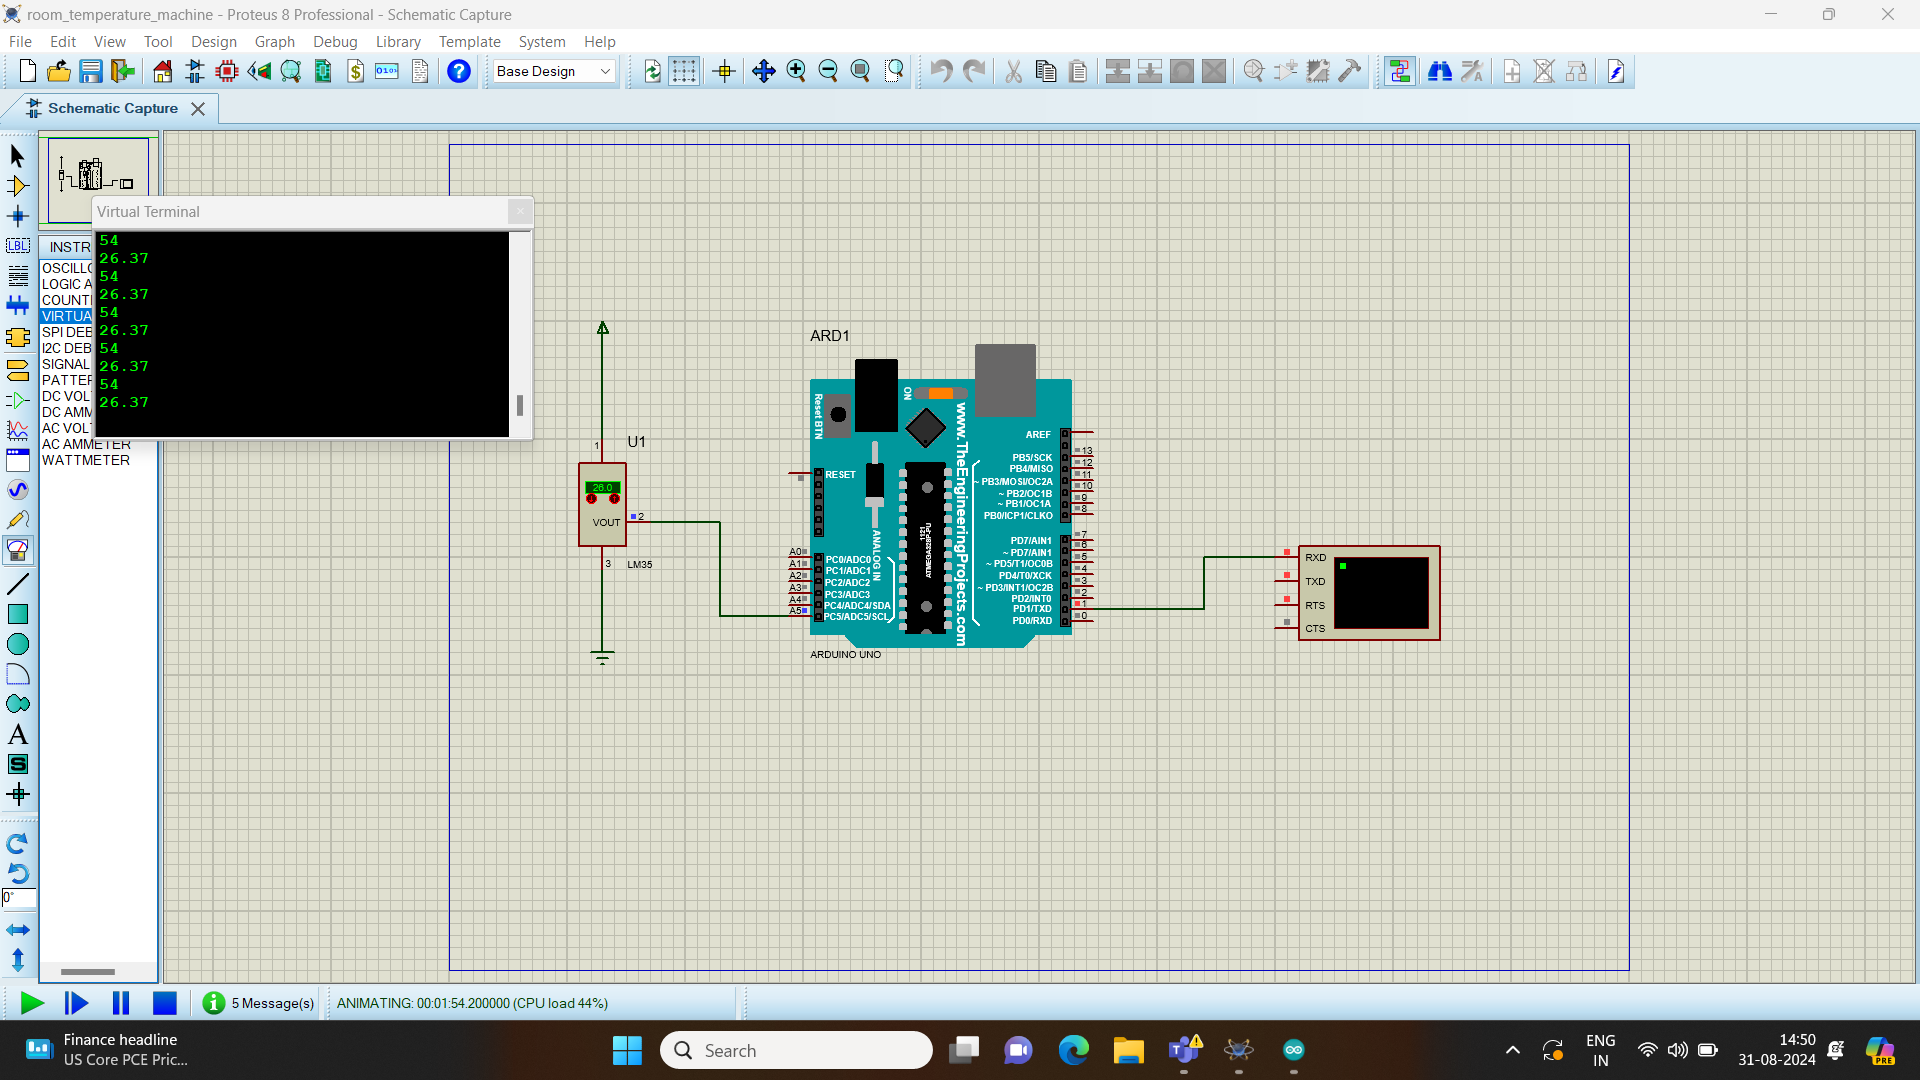 room_temperature_machine - Proteus 8 Professional - Schematic Capture
File Edit View Tool Design Graph Debug Library Template System Help
Base Design
Schematic Capture
Virtual Terminal
54
26.37
54
26.37
54
26.37
54
26.37
54
26.37
INSTR
OSCILLO
LOGIC A
COUNT
VIRTUA
SPI DEB
I2C DEB
SIGNAL
PATTER
DC VOL
DC AMM
AC VOL
AC AMMETER
WATTMETER
LBL
A
S
0°
1
U1
26.0
VOUT
2
3
LM35
ARD1
Reset BTN
ON
www.TheEngineeringProjects.com
ANALOG IN
1121
ATMEGA328P-PU
RESET
A0 PC0/ADC0
A1 PC1/ADC1
A2 PC2/ADC2
A3 PC3/ADC3
A4 PC4/ADC4/SDA
A5 PC5/ADC5/SCL
AREF
PB5/SCK 13
PB4/MISO 12
~ PB3/MOSI/OC2A 11
~ PB2/OC1B 10
~ PB1/OC1A 9
PB0/ICP1/CLKO 8
PD7/AIN1 7
~ PD7/AIN1 6
~ PD5/T1/OC0B 5
PD4/T0/XCK 4
~ PD3/INT1/OC2B 3
PD2/INT0 2
PD1/TXD 1
PD0/RXD 0
ARDUINO UNO
RXD
TXD
RTS
CTS
5 Message(s)
ANIMATING: 00:01:54.200000 (CPU load 44%)
Finance headline
US Core PCE Pric...
Search
ENG
IN
14:50
31-08-2024
PRE